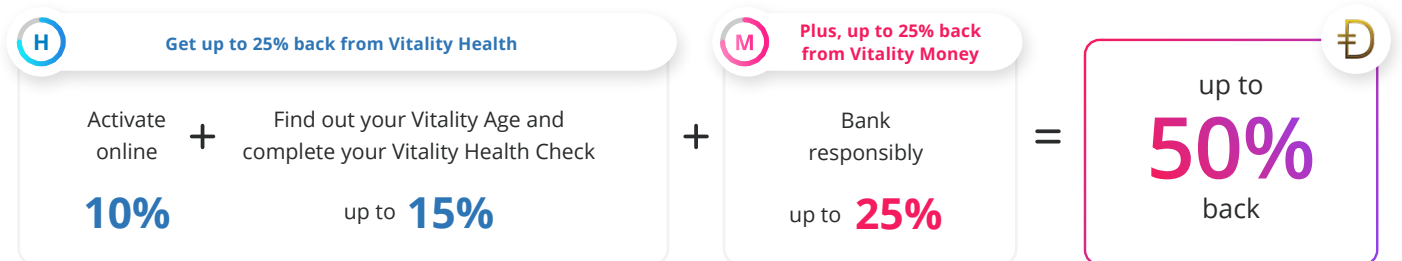 H
Get up to 25% back from Vitality Health
Activate
online
+
Find out your Vitality Age and
complete your Vitality Health Check
10%
up to 15%
+
M
Plus, up to 25% back
from Vitality Money
Bank
responsibly
up to 25%
=
up to
50%
back